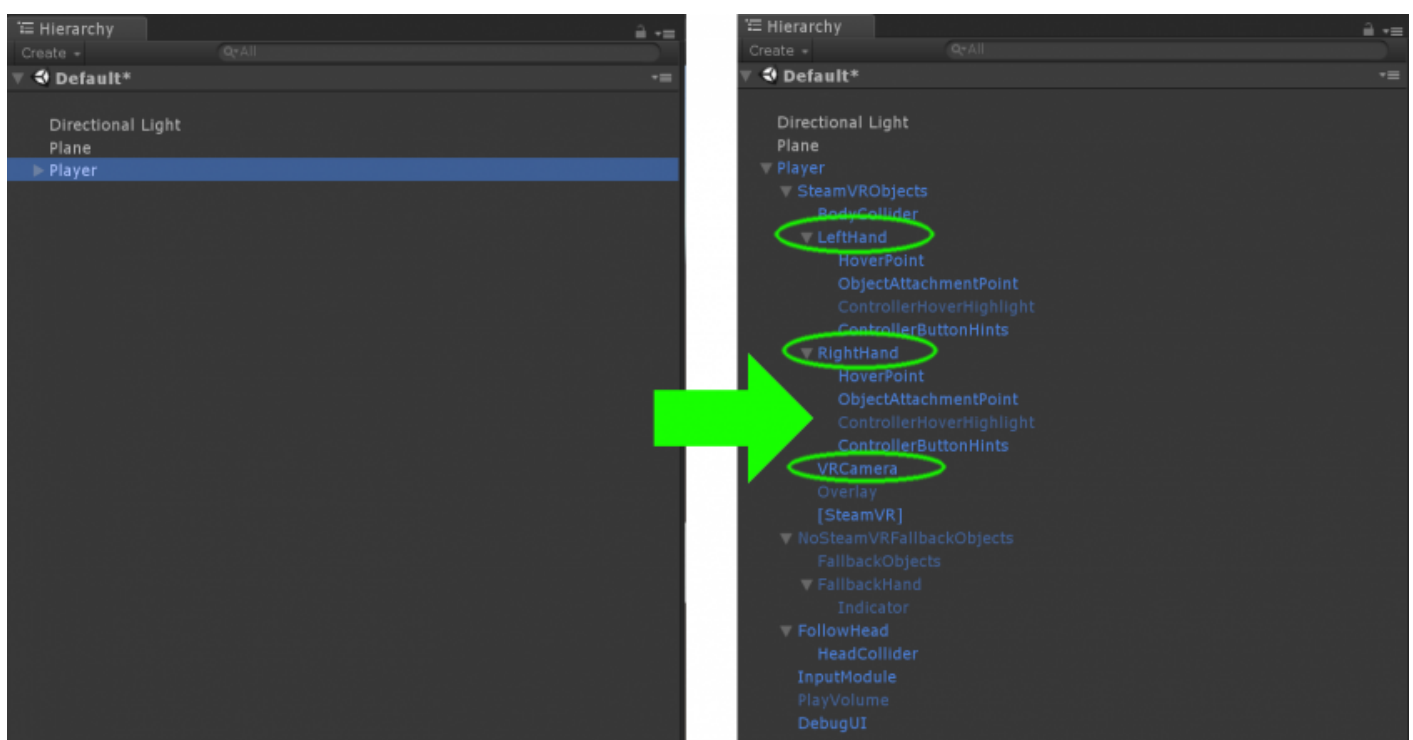 Hierarchy
Create
All
Default*
Directional Light
Plane
Player
Hierarchy
Create
All
Default*
Directional Light
Plane
Player
SteamVRObjects
BodyCollider
LeftHand
HoverPoint
ObjectAttachmentPoint
ControllerHoverHighlight
ControllerButtonHints
RightHand
HoverPoint
ObjectAttachmentPoint
ControllerHoverHighlight
ControllerButtonHints
VRCamera
Overlay
[SteamVR]
NoSteamVRFallbackObjects
FallbackObjects
FallbackHand
Indicator
FollowHead
HeadCollider
InputModule
PlayVolume
DebugUI